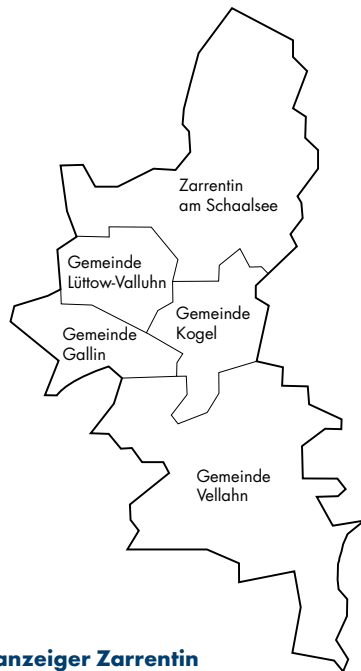 Zarrentin
am Schaalsee
Gemeinde
Lüttow-Valluhn
Gemeinde
Kogel
Gemeinde
Gallin
Gemeinde
Vellahn
anzeiger Zarrentin